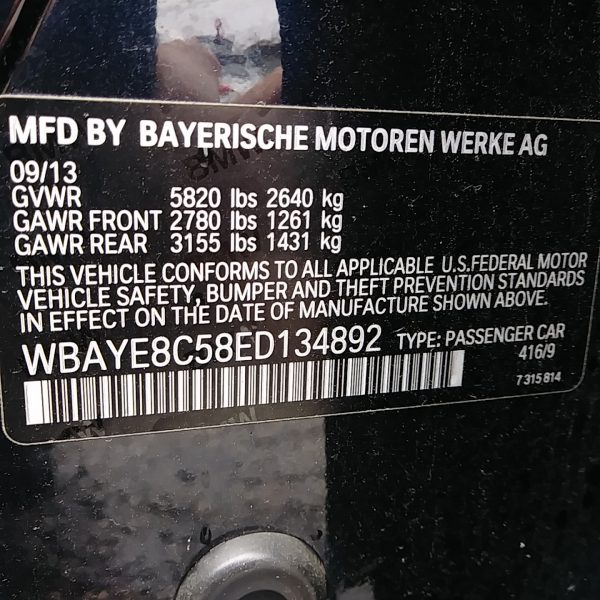 MFD BY BAYERISCHE MOTOREN WERKE AG
09/13
GVWR 5820 lbs 2640 kg
GAWR FRONT 2780 lbs 1261 kg
GAWR REAR 3155 lbs 1431 kg
THIS VEHICLE CONFORMS TO ALL APPLICABLE U.S.FEDERAL MOTOR
VEHICLE SAFETY, BUMPER AND THEFT PREVENTION STANDARDS
IN EFFECT ON THE DATE OF MANUFACTURE SHOWN ABOVE.
WBAYE8C58ED134892 TYPE: PASSENGER CAR
416/9
7 315 814
BMW
BMW
BMW